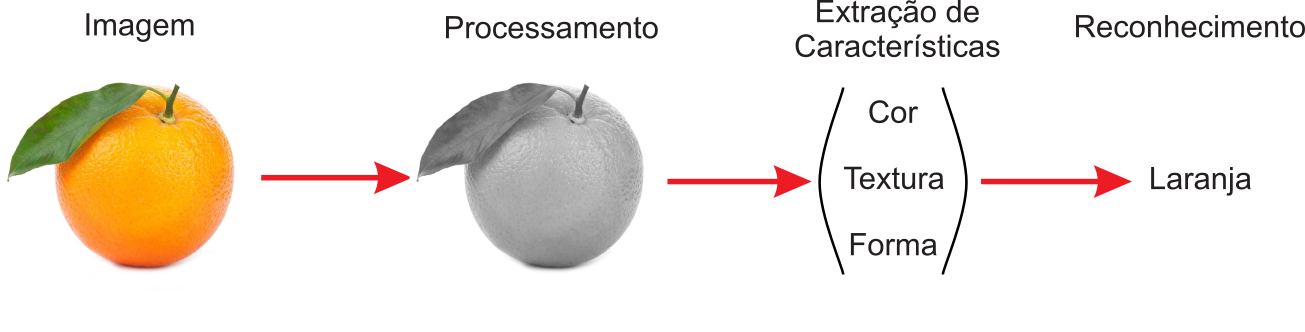 Imagem
Processamento
Extração de
Características
Reconhecimento
Cor
Textura
Forma
Laranja